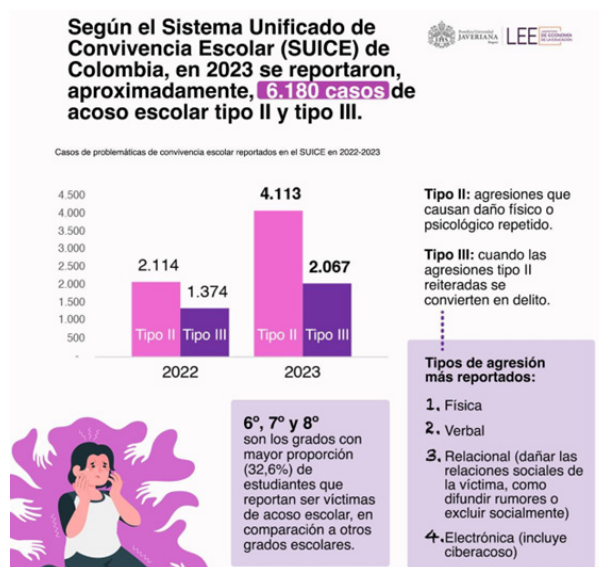 Según el Sistema Unificado de
Convivencia Escolar (SUICE) de
Colombia, en 2023 se reportaron,
aproximadamente, 6.180 casos de
acoso escolar tipo II y tipo III.
JAVERIANA
LEE
Casos de problemáticas de convivencia escolar reportados en el SUICE en 2022-2023
4.500
4.000
3.500
3.000
2.500
2.000
1.500
1.000
500
-
2.114
1.374
4.113
2.067
Tipo II
Tipo III
Tipo II
Tipo III
2022
2023
Tipo II: agresiones que
causan daño físico o
psicológico repetido.
Tipo III: cuando las
agresiones tipo II
reiteradas se
convierten en delito.
Tipos de agresión
más reportados:
1. Física
2. Verbal
3. Relacional (dañar las
relaciones sociales de
la víctima, como
difundir rumores o
excluir socialmente)
4. Electrónica (incluye
ciberacoso)
6º, 7º y 8º
son los grados con
mayor proporción
(32,6%) de
estudiantes que
reportan ser víctimas
de acoso escolar, en
comparación a otros
grados escolares.